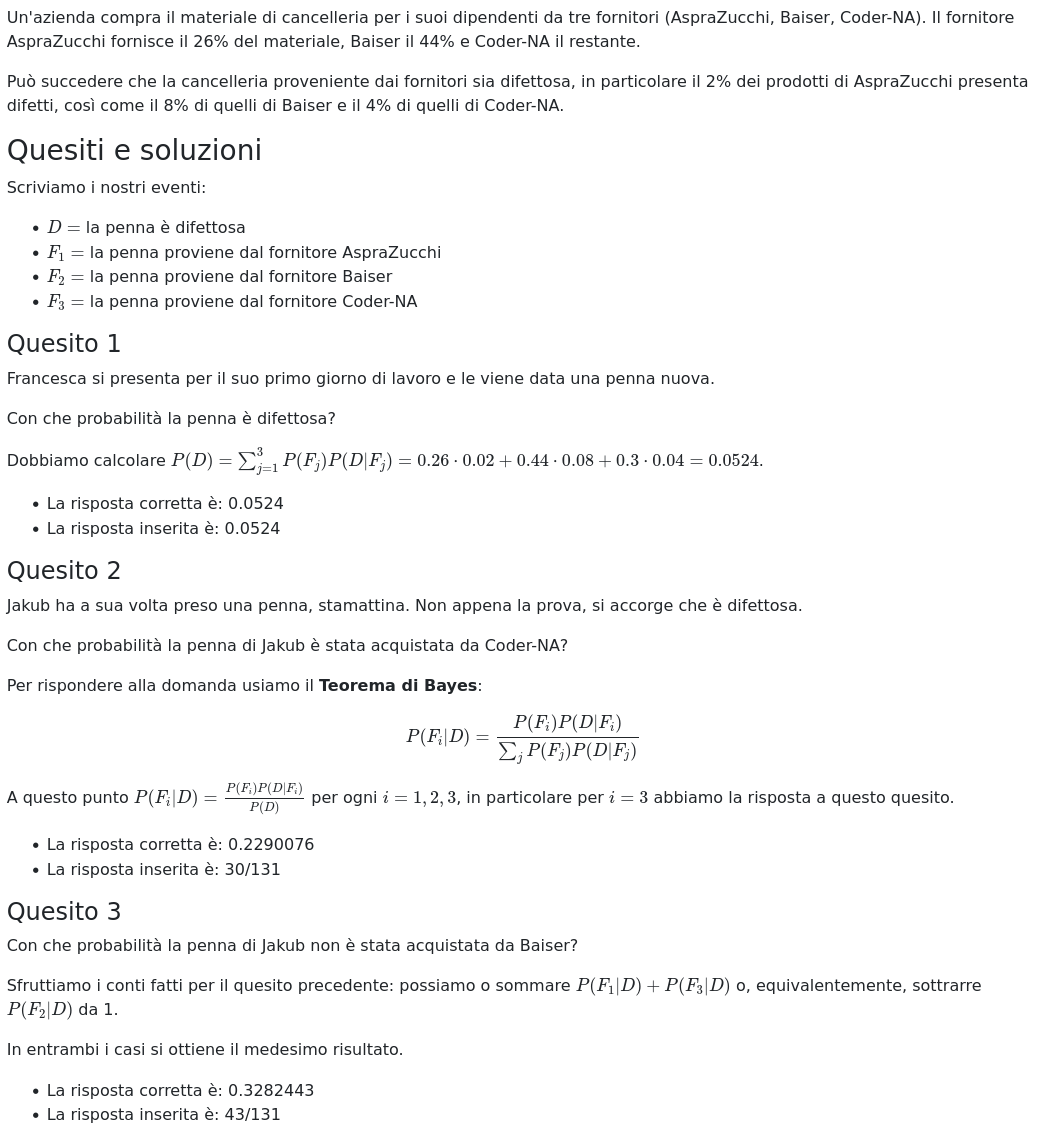 Un'azienda compra il materiale di cancelleria per i suoi dipendenti da tre fornitori (AspraZucchi, Baiser, Coder-NA). Il fornitore
AspraZucchi fornisce il 26% del materiale, Baiser il 44% e Coder-NA il restante.
Può succedere che la cancelleria proveniente dai fornitori sia difettosa, in particolare il 2% dei prodotti di AspraZucchi presenta
difetti, così come il 8% di quelli di Baiser e il 4% di quelli di Coder-NA.
Quesiti e soluzioni
Scriviamo i nostri eventi:
• D = la penna è difettosa
• F₁ = la penna proviene dal fornitore AspraZucchi
• F₂ = la penna proviene dal fornitore Baiser
• F₃ = la penna proviene dal fornitore Coder-NA
Quesito 1
Francesca si presenta per il suo primo giorno di lavoro e le viene data una penna nuova.
Con che probabilità la penna è difettosa?
Dobbiamo calcolare P(D) = ∑_{j=1}^{3} P(F_j)P(D|F_j) = 0.26 · 0.02 + 0.44 · 0.08 + 0.3 · 0.04 = 0.0524.
• La risposta corretta è: 0.0524
• La risposta inserita è: 0.0524
Quesito 2
Jakub ha a sua volta preso una penna, stamattina. Non appena la prova, si accorge che è difettosa.
Con che probabilità la penna di Jakub è stata acquistata da Coder-NA?
Per rispondere alla domanda usiamo il Teorema di Bayes:
P(F_i|D) = \frac{P(F_i)P(D|F_i)}{∑_j P(F_j)P(D|F_j)}
A questo punto P(F_i|D) = \frac{P(F_i)P(D|F_i)}{P(D)} per ogni i = 1, 2, 3, in particolare per i = 3 abbiamo la risposta a questo quesito.
• La risposta corretta è: 0.2290076
• La risposta inserita è: 30/131
Quesito 3
Con che probabilità la penna di Jakub non è stata acquistata da Baiser?
Sfruttiamo i conti fatti per il quesito precedente: possiamo o sommare P(F₁|D) + P(F₃|D) o, equivalentemente, sottrarre
P(F₂|D) da 1.
In entrambi i casi si ottiene il medesimo risultato.
• La risposta corretta è: 0.3282443
• La risposta inserita è: 43/131